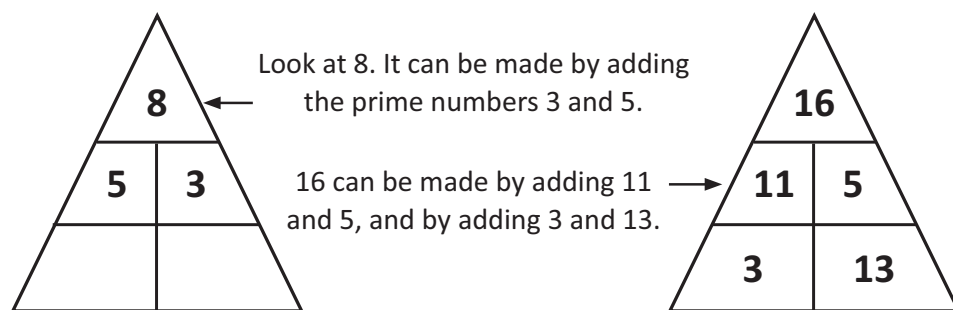 Look at 8. It can be made by adding
the prime numbers 3 and 5.
8
5 3
16 can be made by adding 11
and 5, and by adding 3 and 13.
16
11 5
3 13